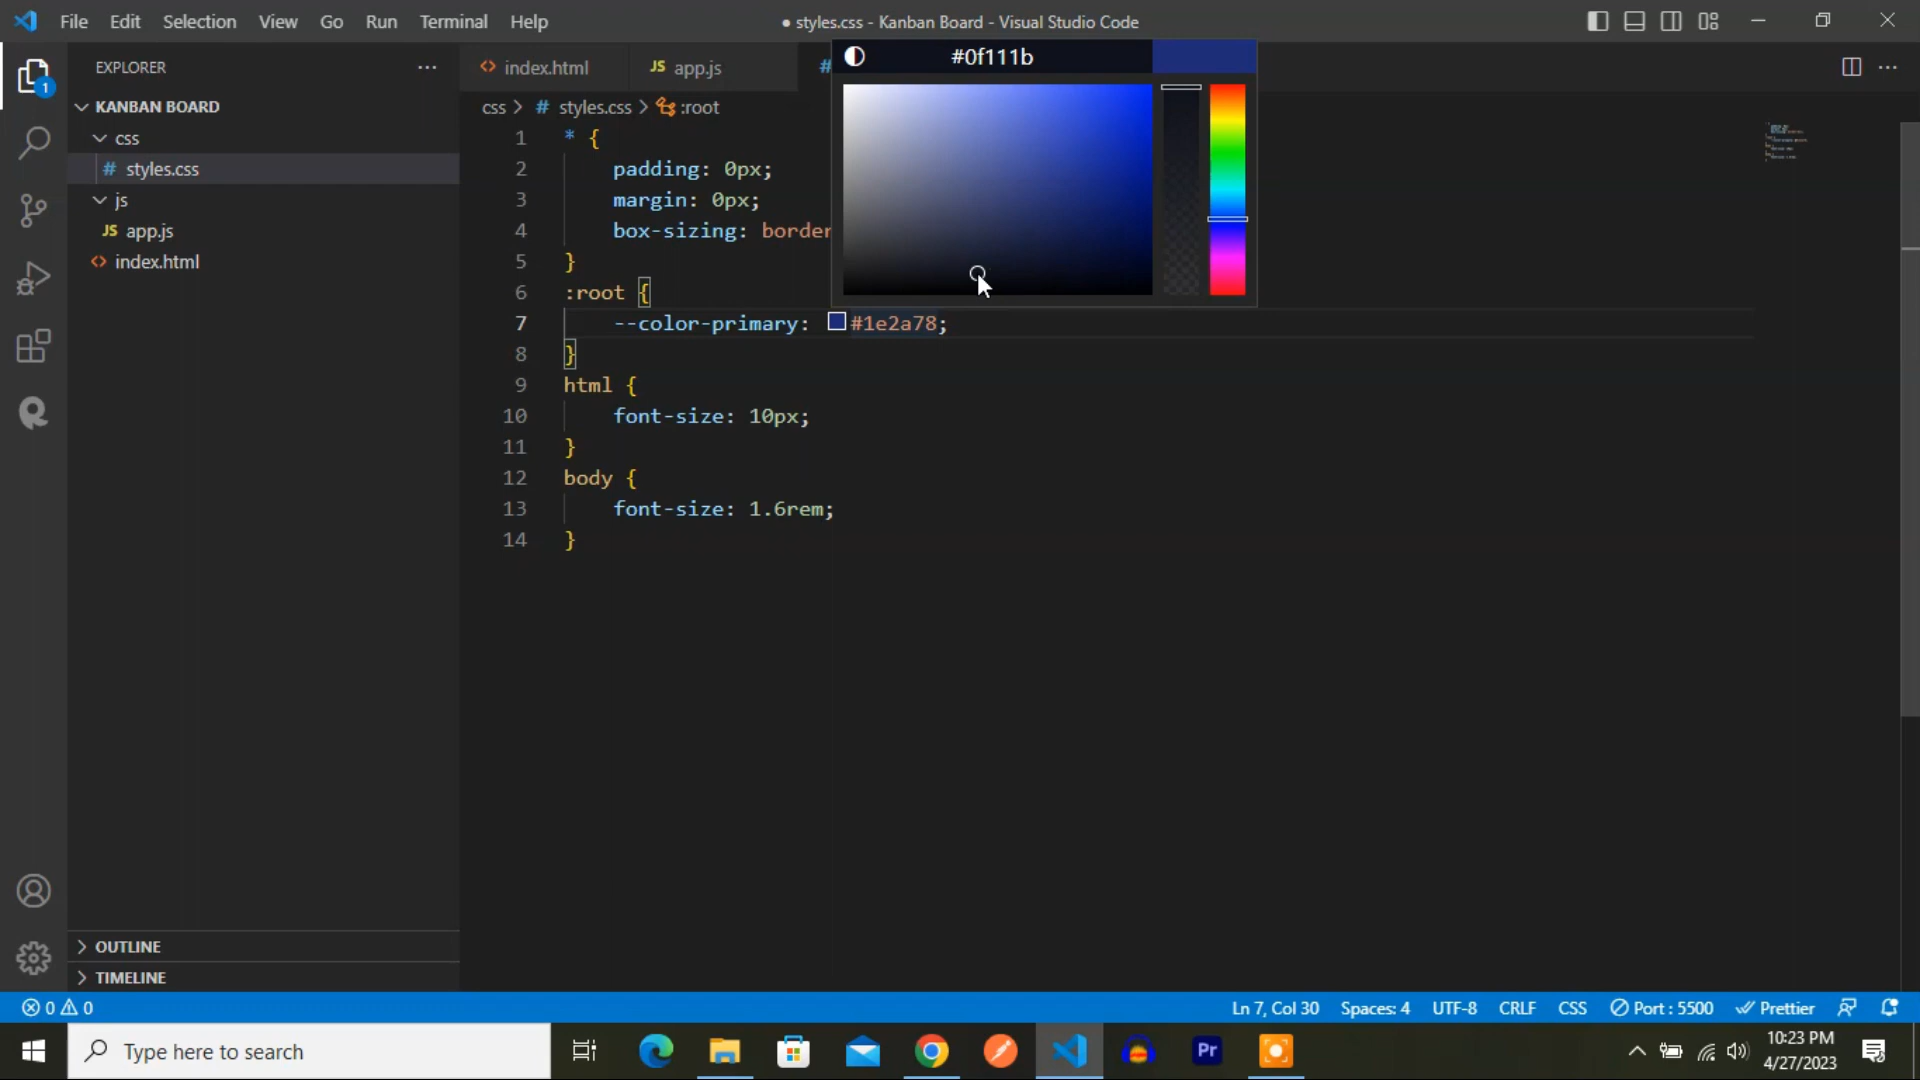 File Edit Selection View Go Run Terminal Help
● styles.css - Kanban Board - Visual Studio Code
EXPLORER
1
KANBAN BOARD
css
# styles.css
js
JS app.js
<> index.html
OUTLINE
TIMELINE
<> index.html
JS app.js
#
css > # styles.css > :root
#0f111b
1 * {
2 padding: 0px;
3 margin: 0px;
4 box-sizing: border
5 }
6 :root {
7 --color-primary: #1e2a78;
8 }
9 html {
10 font-size: 10px;
11 }
12 body {
13 font-size: 1.6rem;
14 }
0 0
Ln 7, Col 30 Spaces: 4 UTF-8 CRLF CSS Port : 5500 Prettier
Type here to search
Pr
10:23 PM
4/27/2023